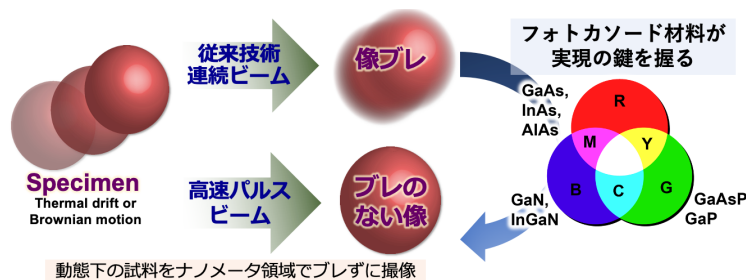 従来技術
連続ビーム
像ブレ
フォトカソード材料が
実現の鍵を握る
GaAs,
InAs,
AlAs
R
M
Y
B
C
G
GaN,
InGaN
GaAsP
GaP
Specimen
Thermal drift or
Brownian motion
高速パルス
ビーム
ブレの
ない像
動態下の試料をナノメータ領域でブレずに撮像